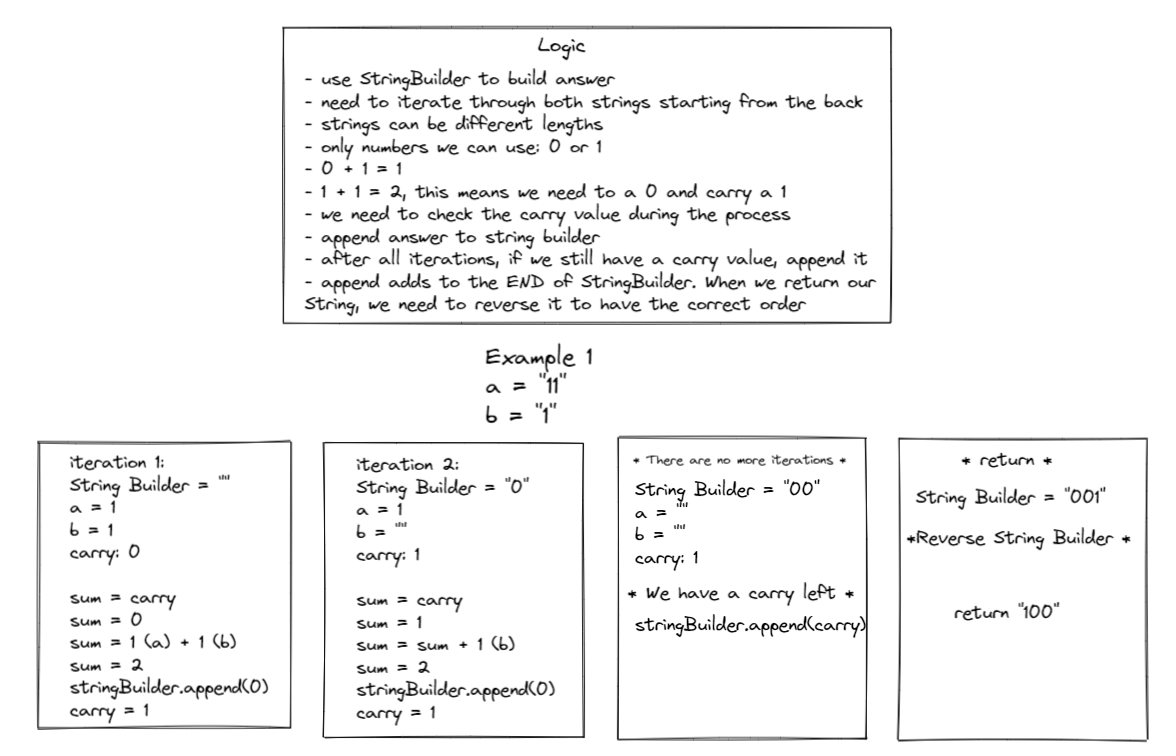 Logic
- use StringBuilder to build answer
- need to iterate through both strings starting from the back
- strings can be different lengths
- only numbers we can use: 0 or 1
- 0 + 1 = 1
- 1 + 1 = 2, this means we need to a 0 and carry a 1
- we need to check the carry value during the process
- append answer to string builder
- after all iterations, if we still have a carry value, append it
- append adds to the END of StringBuilder. When we return our
String, we need to reverse it to have the correct order
Example 1
a = "11"
b = "1"
iteration 1:
String Builder = ""
a = 1
b = 1
carry: 0
sum = carry
sum = 0
sum = 1 (a) + 1 (b)
sum = 2
stringBuilder.append(0)
carry = 1
iteration 2:
String Builder = "0"
a = 1
b = ""
carry: 1
sum = carry
sum = 1
sum = sum + 1 (b)
sum = 2
stringBuilder.append(0)
carry = 1
* There are no more iterations *
String Builder = "00"
a = ""
b = ""
carry: 1
* We have a carry left *
stringBuilder.append(carry)
* return *
String Builder = "001"
*Reverse String Builder *
return "100"